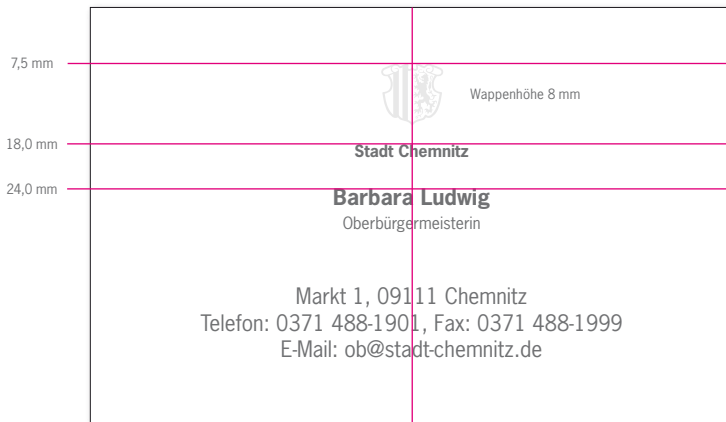 7,5 mm
Wappenhöhe 8 mm
18,0 mm
Stadt Chemnitz
24,0 mm
Barbara Ludwig
Oberbürgermeisterin
Markt 1, 09111 Chemnitz
Telefon: 0371 488-1901, Fax: 0371 488-1999
E-Mail: ob@stadt-chemnitz.de